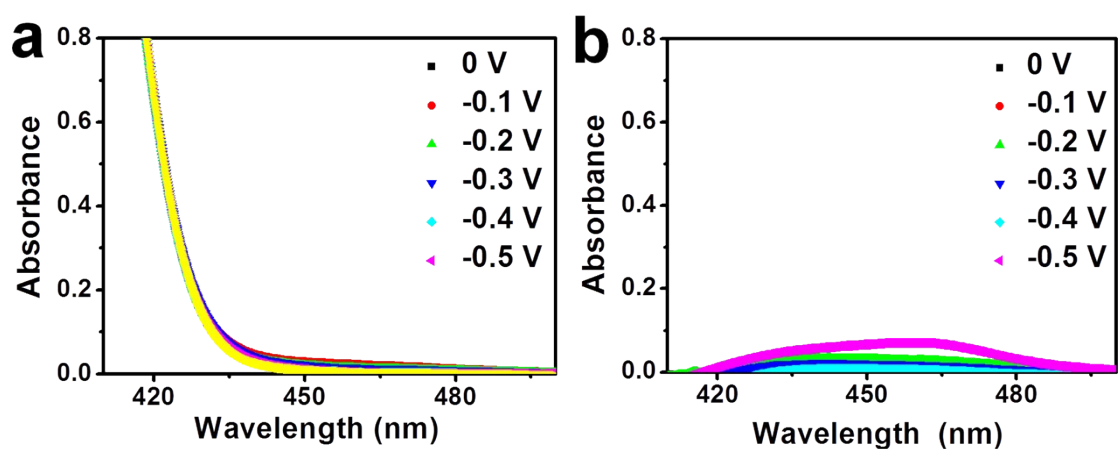 a
0.8
0.6
0.4
0.2
0.0
Absorbance
0 V
-0.1 V
-0.2 V
-0.3 V
-0.4 V
-0.5 V
420
450
480
Wavelength (nm)
b
0.8
0.6
0.4
0.2
0.0
Absorbance
0 V
-0.1 V
-0.2 V
-0.3 V
-0.4 V
-0.5 V
420
450
480
Wavelength (nm)